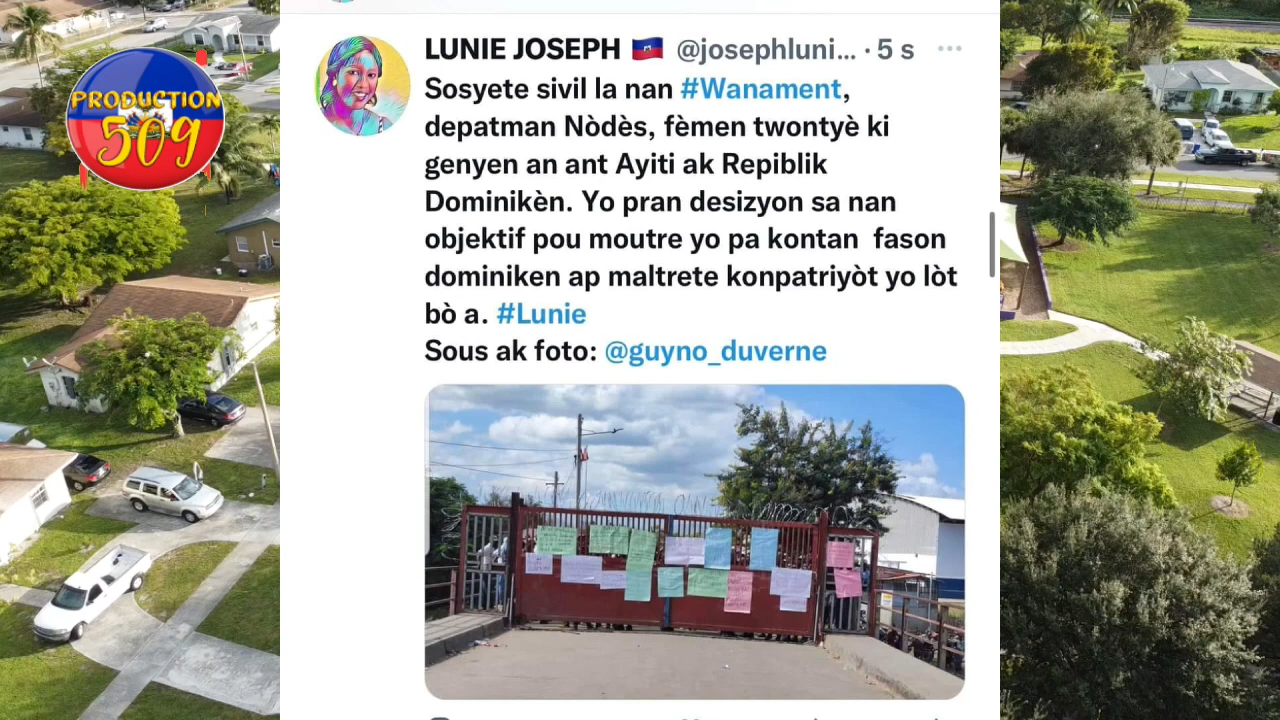 PRODUCTION
509
LUNIE JOSEPH 🇭🇹 @josephluni... · 5 s
Sosyete sivil la nan #Wanament,
depatman Nòdès, fèmen twontyè ki
genyen an ant Ayiti ak Repiblik
Dominikèn. Yo pran desizyon sa nan
objektif pou moutre yo pa kontan fason
dominiken ap maltrete konpatriyòt yo lòt
bò a. #Lunie
Sous ak foto: @guyno_duverne